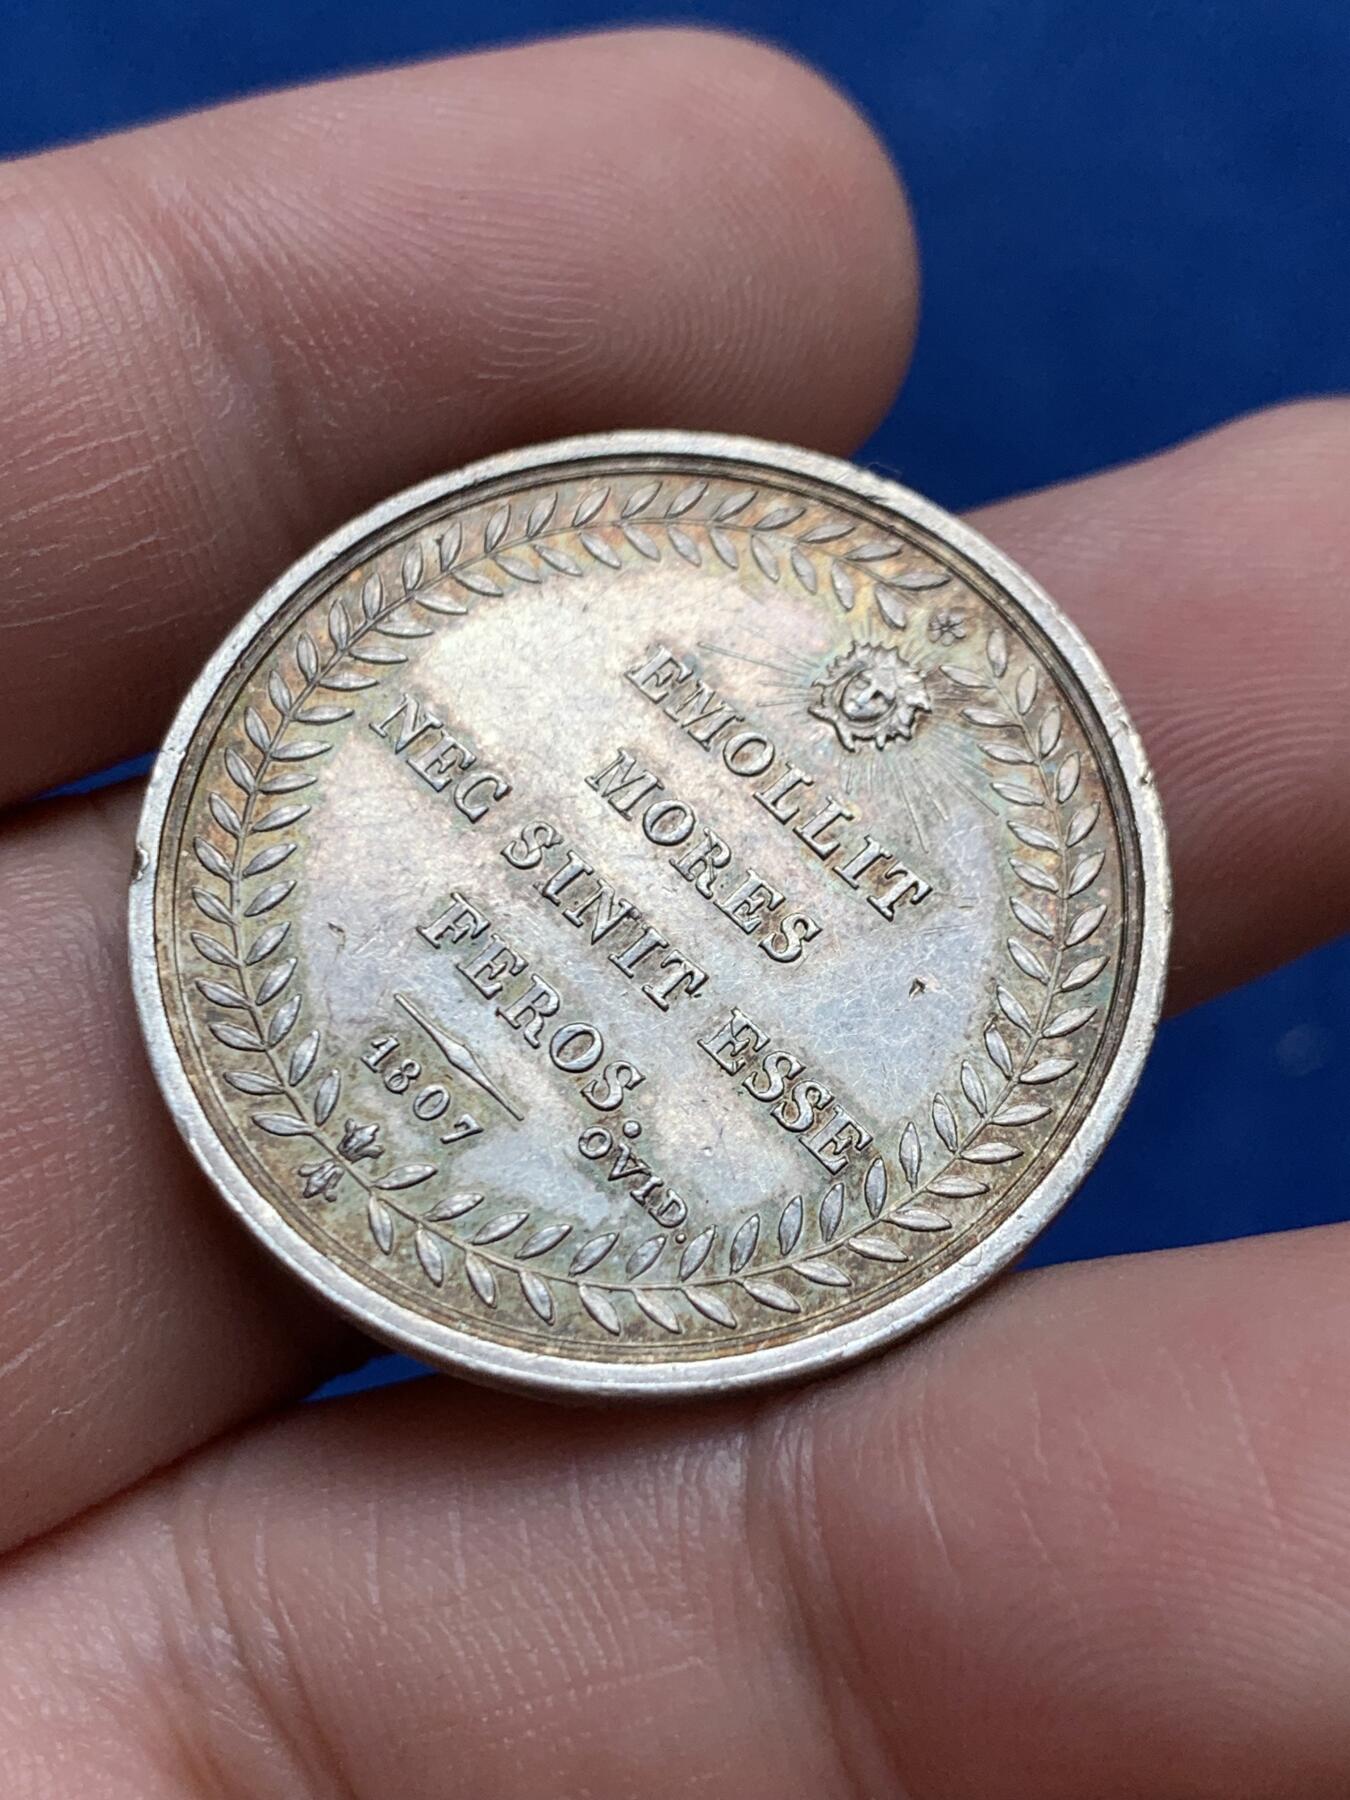 EMOLLIT
MORES
NEC SINIT ESSE
FEROS.
OVID.
1807